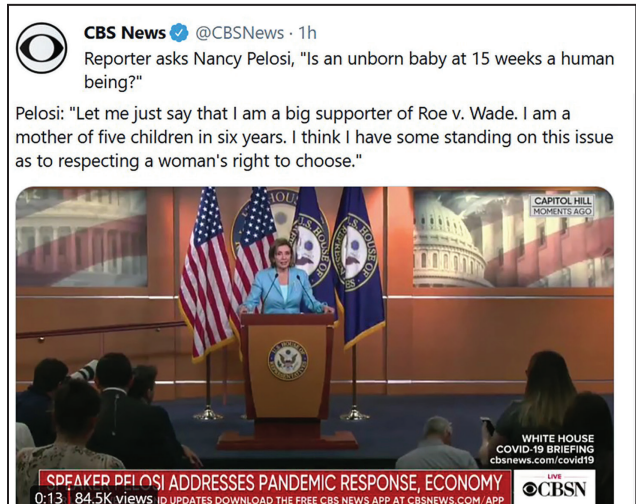 CBS News @CBSNews · 1h
Reporter asks Nancy Pelosi, "Is an unborn baby at 15 weeks a human
being?"
Pelosi: "Let me just say that I am a big supporter of Roe v. Wade. I am a
mother of five children in six years. I think I have some standing on this issue
as to respecting a woman's right to choose."
CAPITOL HILL
MOMENTS AGO
WHITE HOUSE
COVID-19 BRIEFING
cbsnews.com/covid19
SPEAKER PELOSI ADDRESSES PANDEMIC RESPONSE, ECONOMY
LIVE
CBSN
0:13 84.5K views
UPDATES DOWNLOAD THE FREE CBS NEWS APP AT CBSNEWS.COM/APP